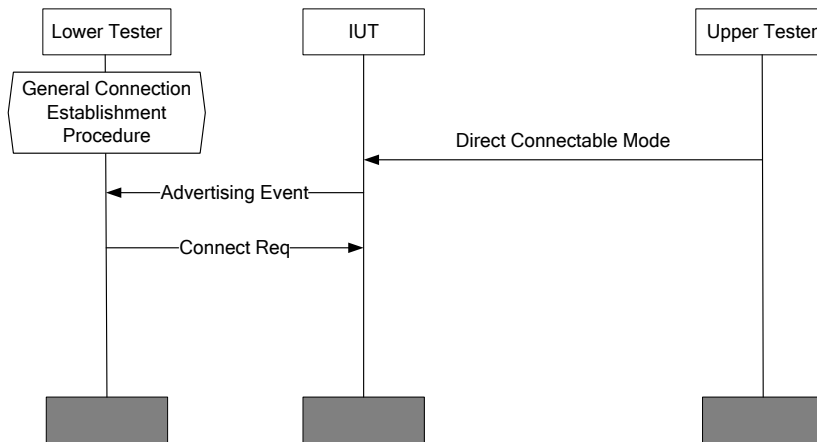 Lower Tester
IUT
Upper Tester
General Connection
Establishment
Procedure
Direct Connectable Mode
Advertising Event
Connect Req